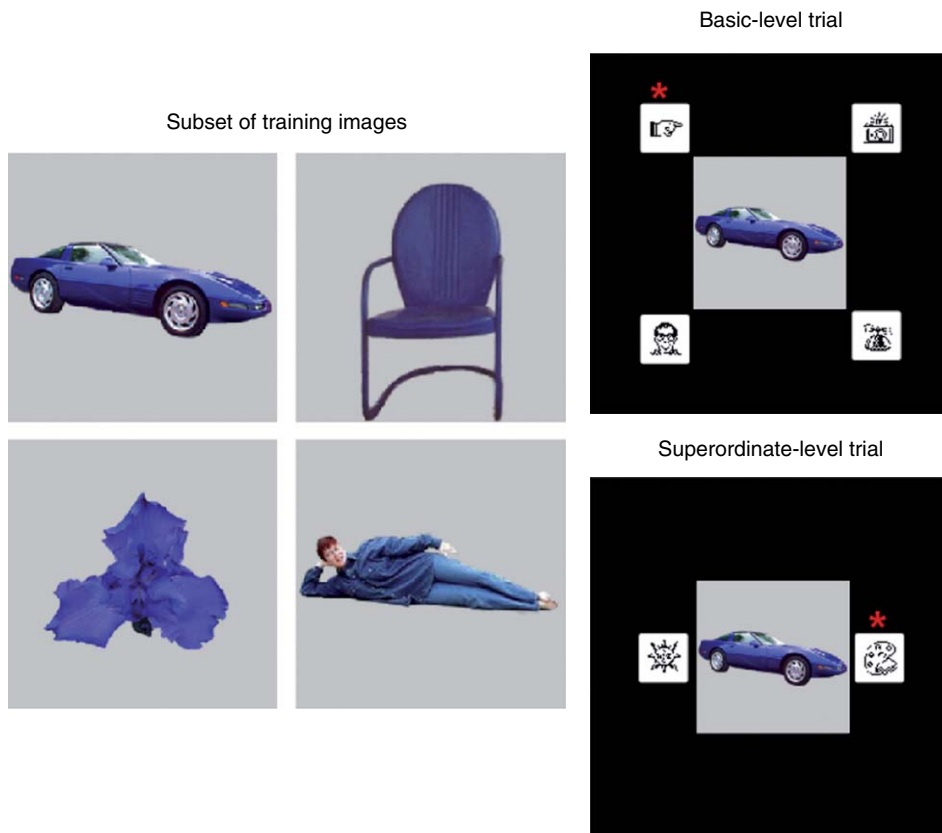 Basic-level trial
Subset of training images
*
Superordinate-level trial
*